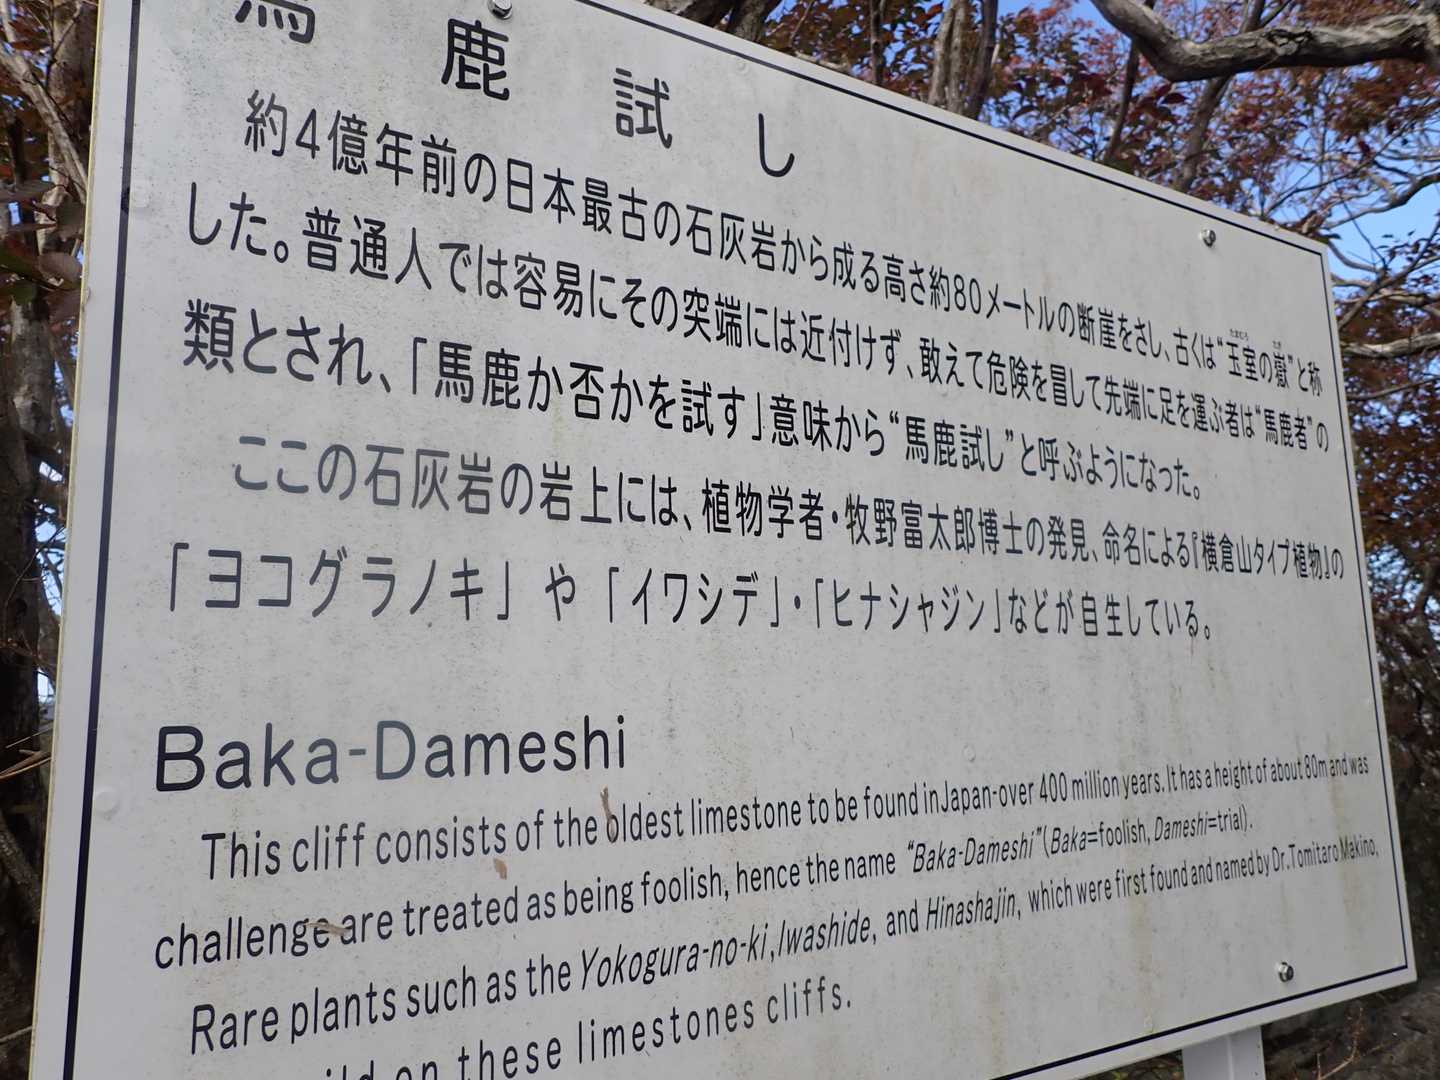 馬鹿試し
約4億年前の日本最古の石灰岩から成る高さ約80メートルの断崖をさし、古くは“玉室の嶽”と称
した。普通人では容易にその突端には近付けず、敢えて危険を冒して先端に足を運ぶ者は“馬鹿者”の
類とされ、「馬鹿か否かを試す」意味から“馬鹿試し”と呼ぶようになった。
ここの石灰岩の岩上には、植物学者・牧野富太郎博士の発見、命名による『横倉山タイプ植物』の
「ヨコグラノキ」や「イワシデ」・「ヒナシャジン」などが自生している。
Baka-Dameshi
This cliff consists of the oldest limestone to be found in Japan-over 400 million years. It has a height of about 80m and was
challenge are treated as being foolish, hence the name “Baka-Dameshi”(Baka=foolish, Dameshi=trial).
Rare plants such as the Yokogura-no-ki, Iwashide, and Hinashajin, which were first found and named by Dr.Tomitaro Makino,
on these limestones cliffs.